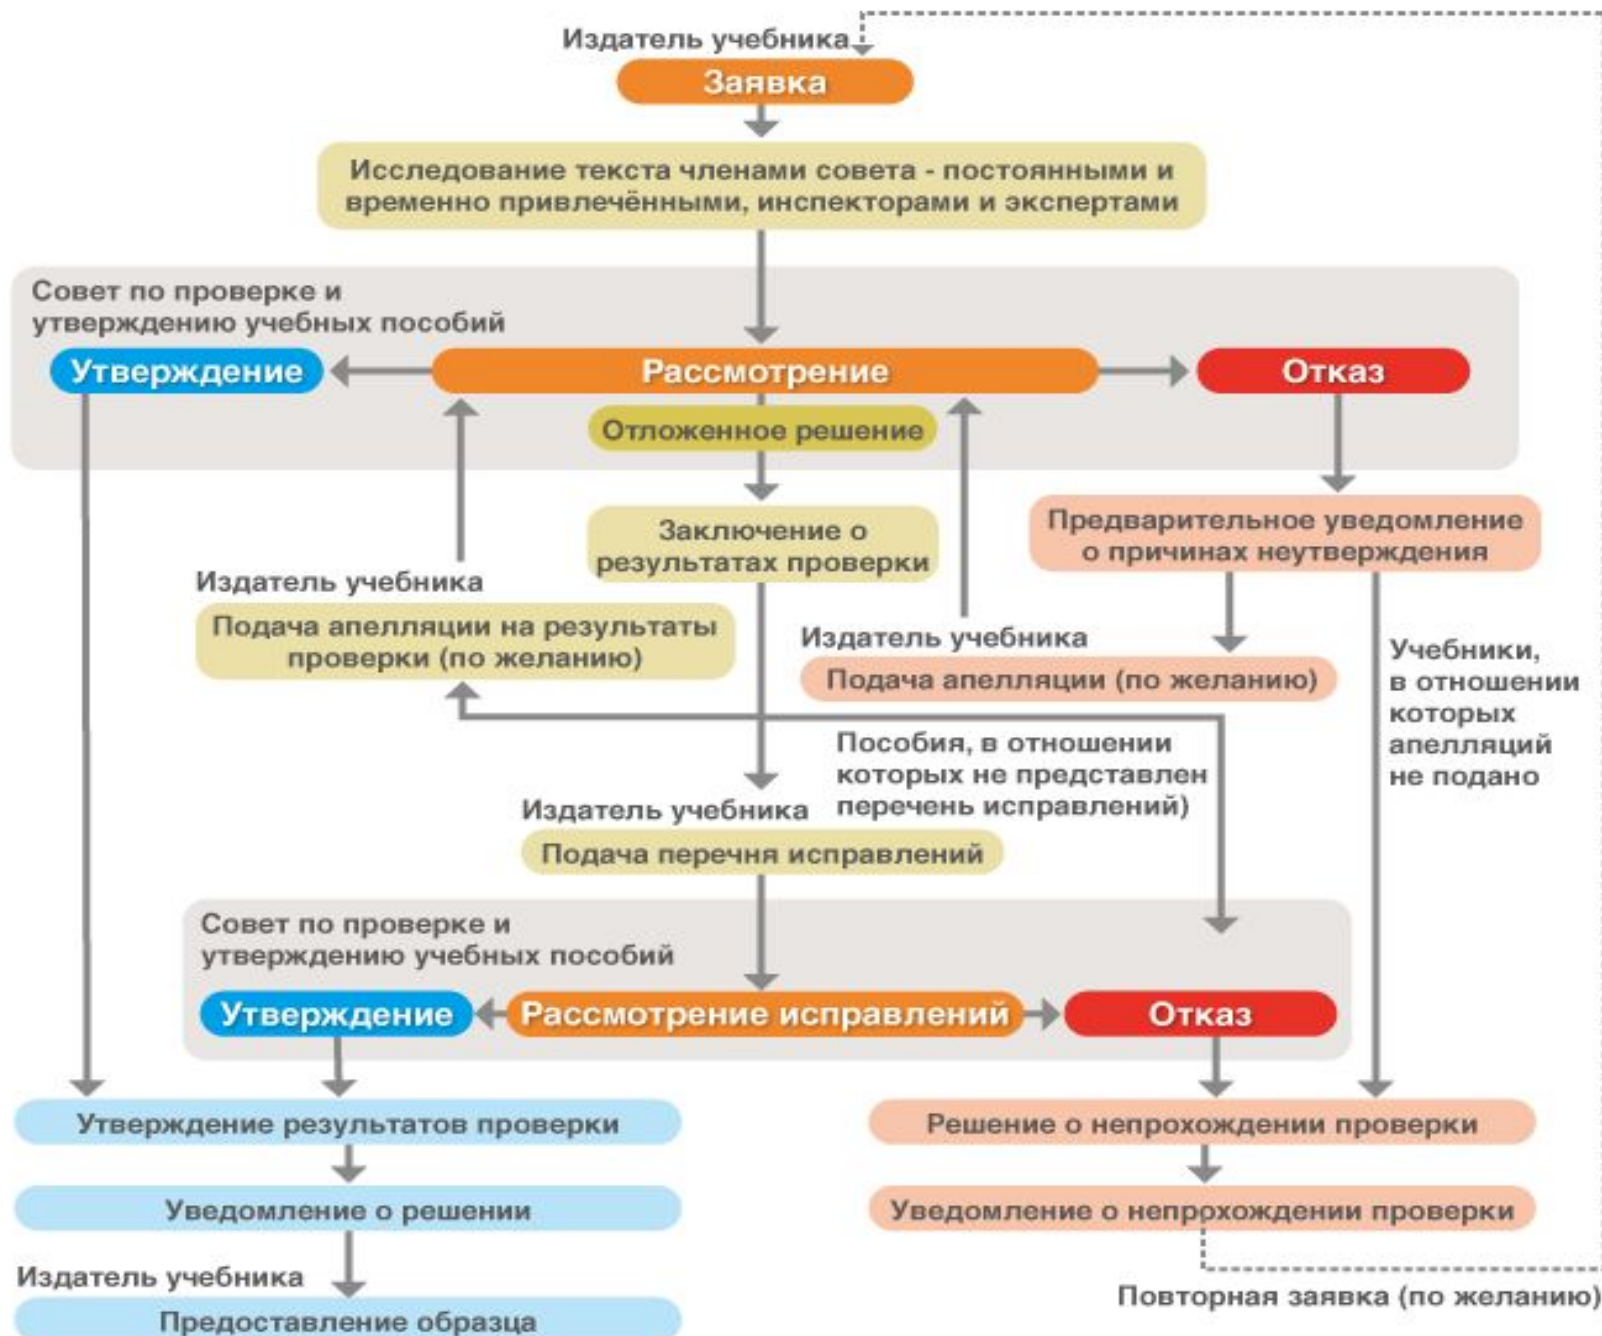 Издатель учебника
Заявка
Исследование текста членами совета - постоянными и
временно привлечёнными, инспекторами и экспертами
Совет по проверке и
утверждению учебных пособий
Утверждение
Рассмотрение
Отказ
Отложенное решение
Заключение о
результатах проверки
Предварительное уведомление
о причинах неутверждения
Издатель учебника
Подача апелляции на результаты
проверки (по желанию)
Издатель учебника
Подача апелляции (по желанию)
Учебники,
в отношении
которых
апелляций
не подано
Пособия, в отношении
которых не представлен
перечень исправлений)
Издатель учебника
Подача перечня исправлений
Совет по проверке и
утверждению учебных пособий
Утверждение
Рассмотрение исправлений
Отказ
Утверждение результатов проверки
Решение о непрохождении проверки
Уведомление о решении
Уведомление о непрохождении проверки
Издатель учебника
Предоставление образца
Повторная заявка (по желанию)